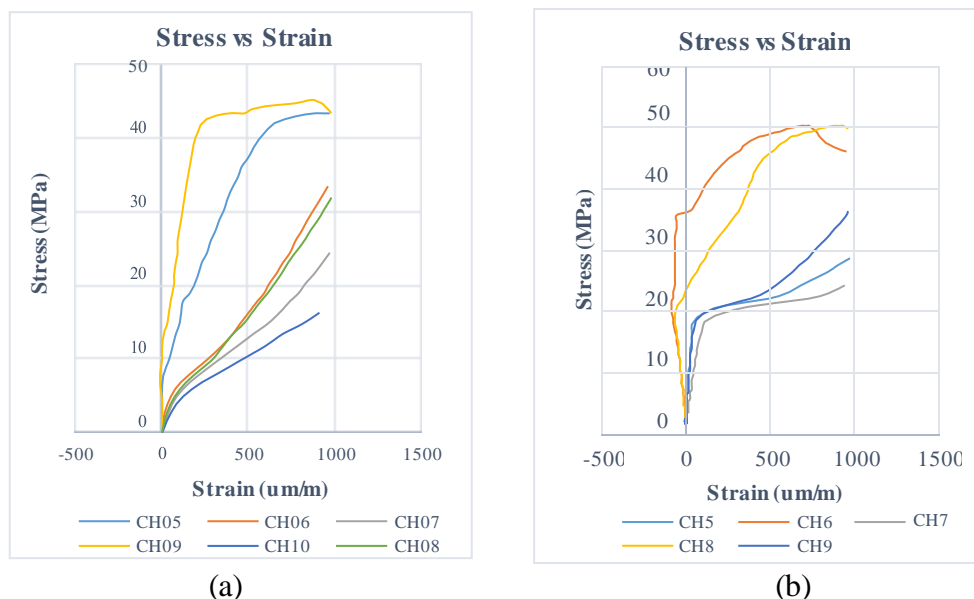 Stress vs Strain
50
40
30
20
10
0
-500 0 500 1000 1500
Stress (MPa)
Strain (um/m)
CH05 CH06 CH07
CH09 CH10 CH08
(a)
Stress vs Strain
60
50
40
30
20
10
0
-500 0 500 1000 1500
Stress (MPa)
Strain (um/m)
CH5 CH6 CH7
CH8 CH9
(b)